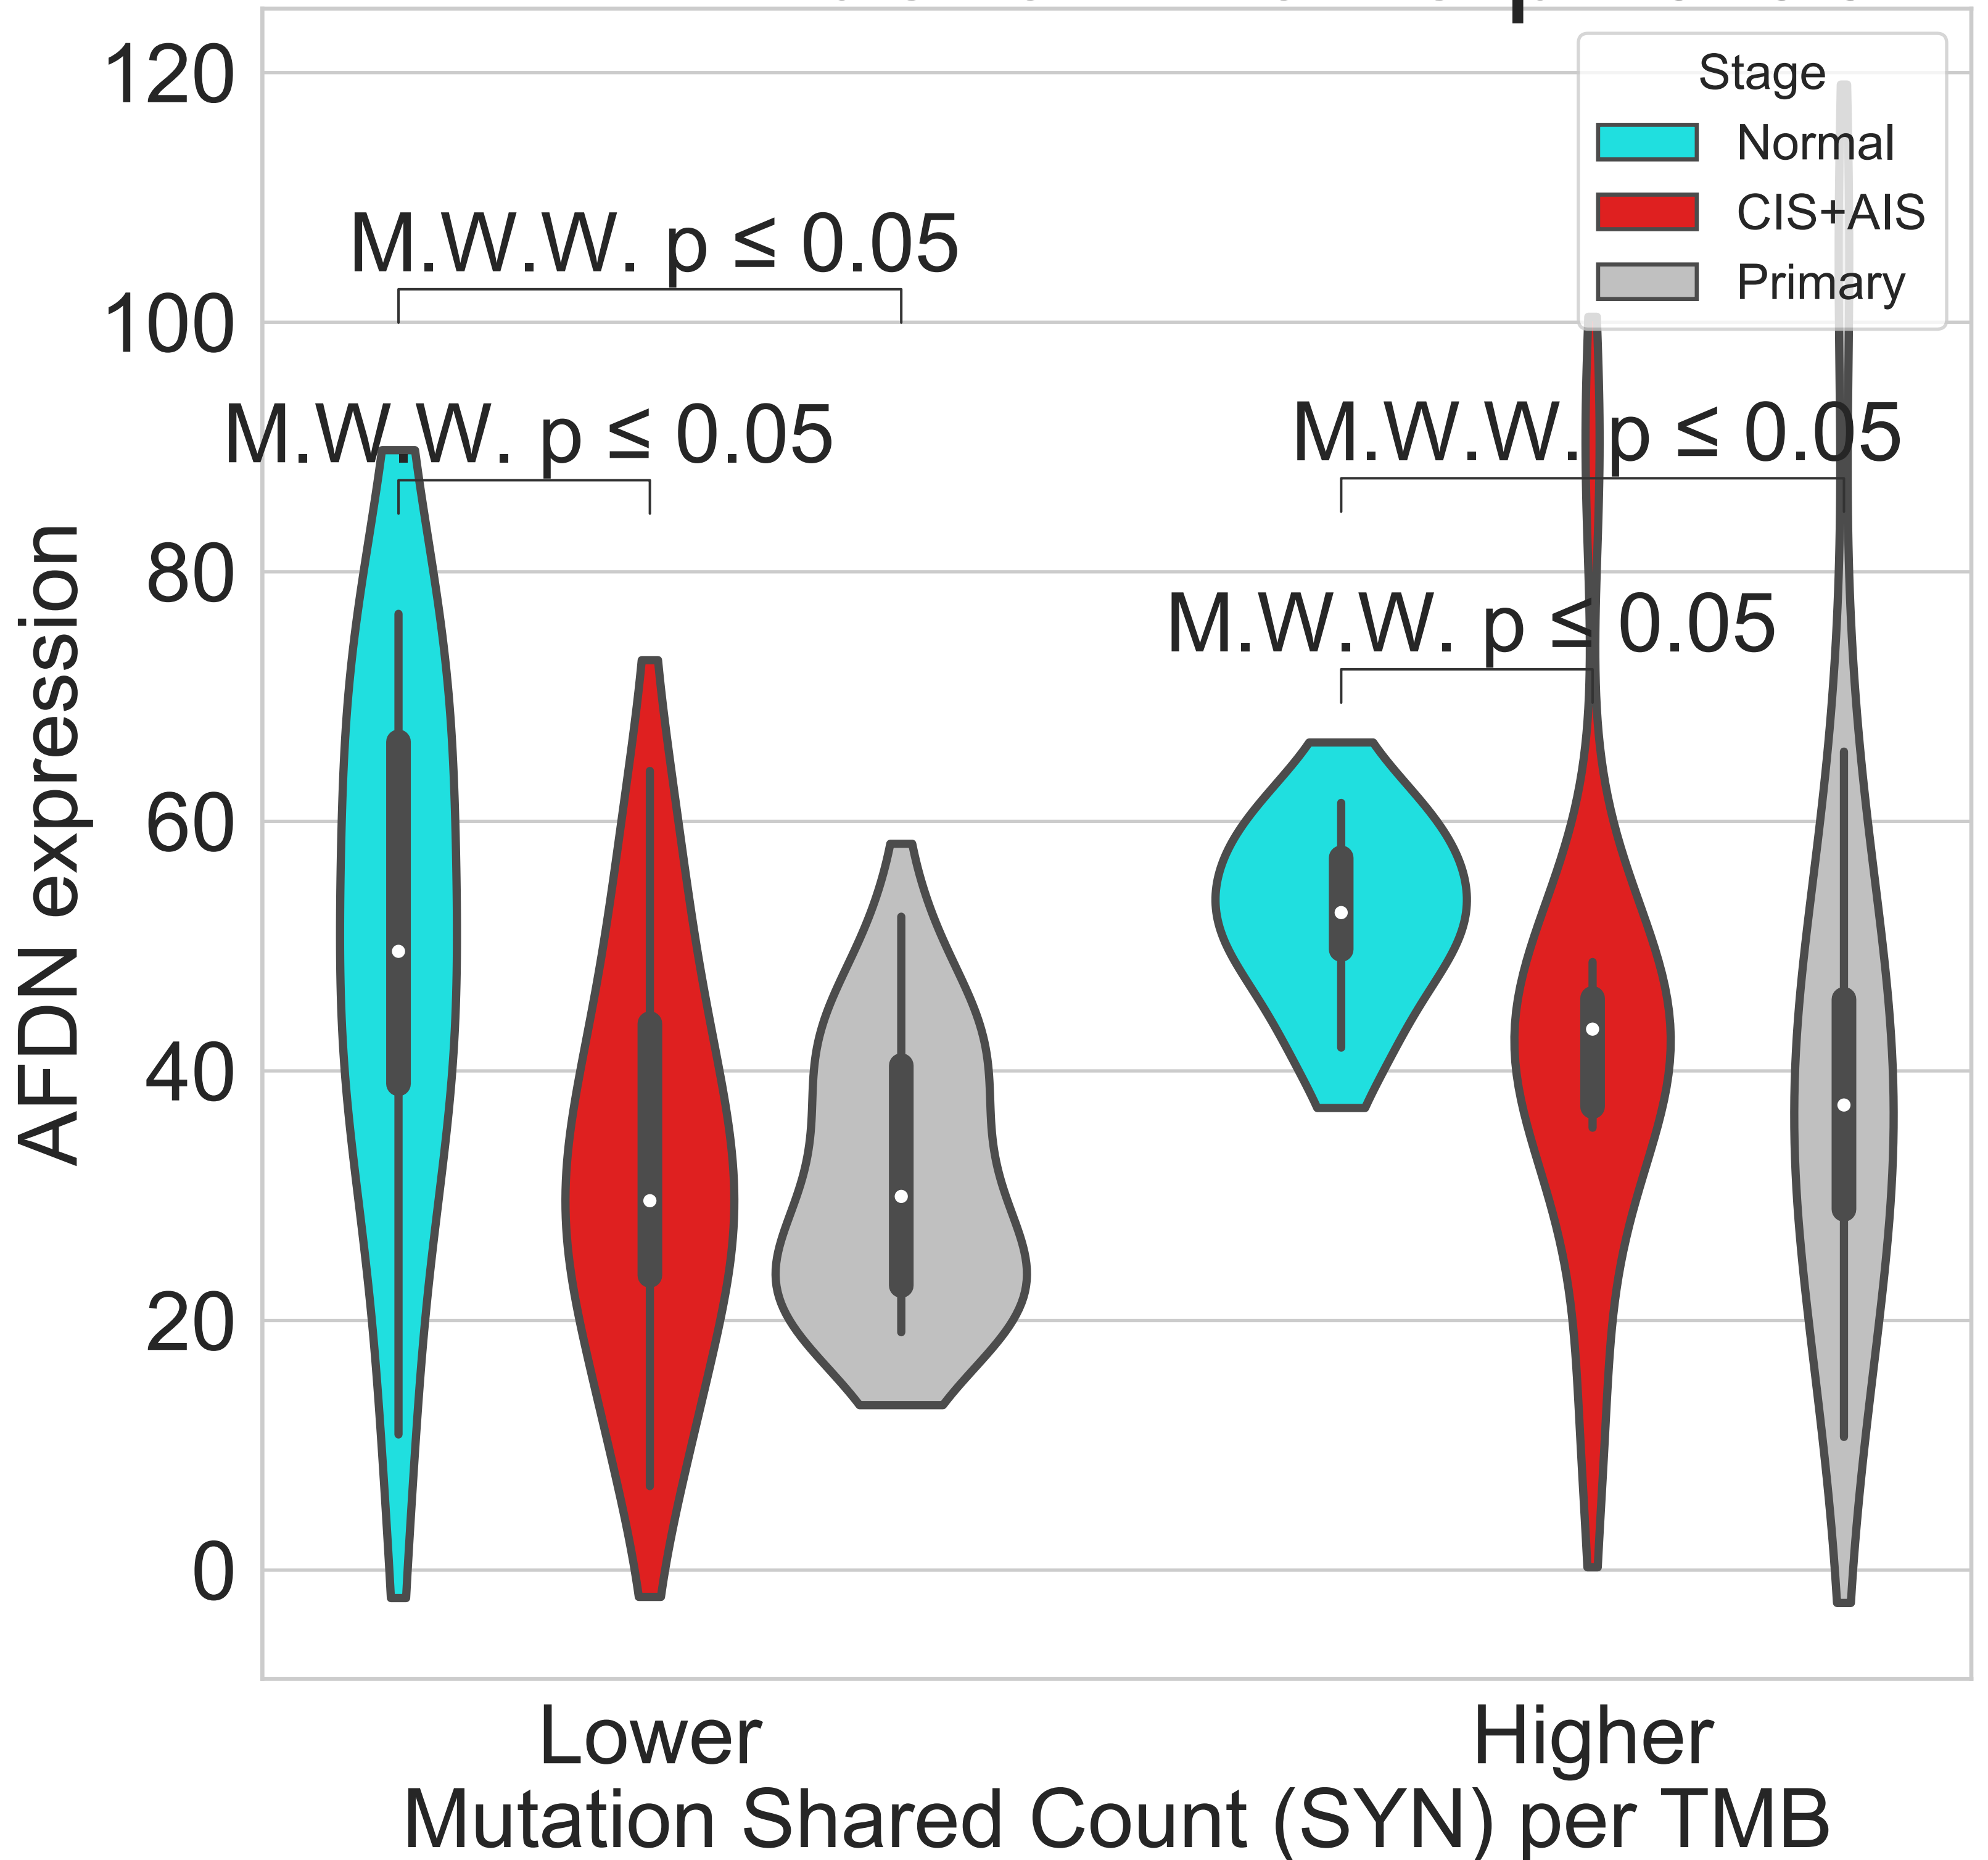 Stage
Normal
CIS+AIS
Primary
120
100
80
60
40
20
0
AFDN expression
M.W.W. p ≤ 0.05
M.W.W. p ≤ 0.05
M.W.W. p ≤ 0.05
M.W.W. p ≤ 0.05
Lower
Higher
Mutation Shared Count (SYN) per TMB